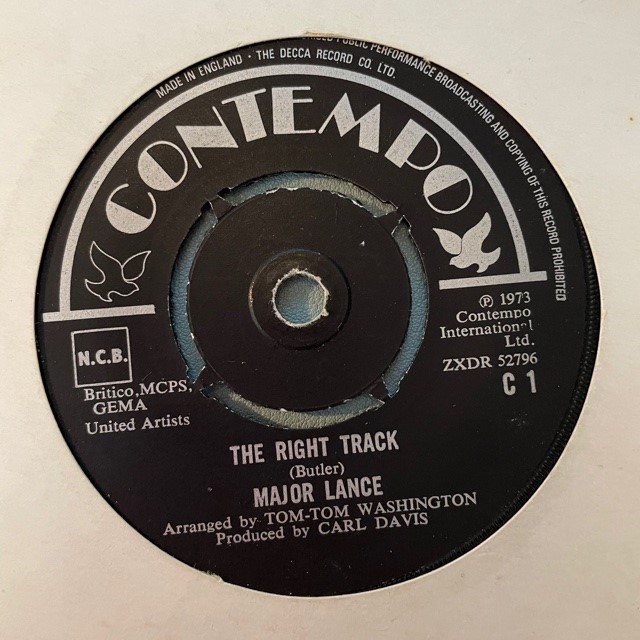 MADE IN ENGLAND · THE DECCA RECORD CO. LTD.
PUBLIC PERFORMANCE BROADCASTING AND COPYING OF THIS RECORD PROHIBITED
CONTEMPO
℗ 1973
Contempo
International
Ltd.
ZXDR 52796
C 1
N.C.B.
Britico, MCPS,
GEMA
United Artists
THE RIGHT TRACK
(Butler)
MAJOR LANCE
Arranged by TOM-TOM WASHINGTON
Produced by CARL DAVIS